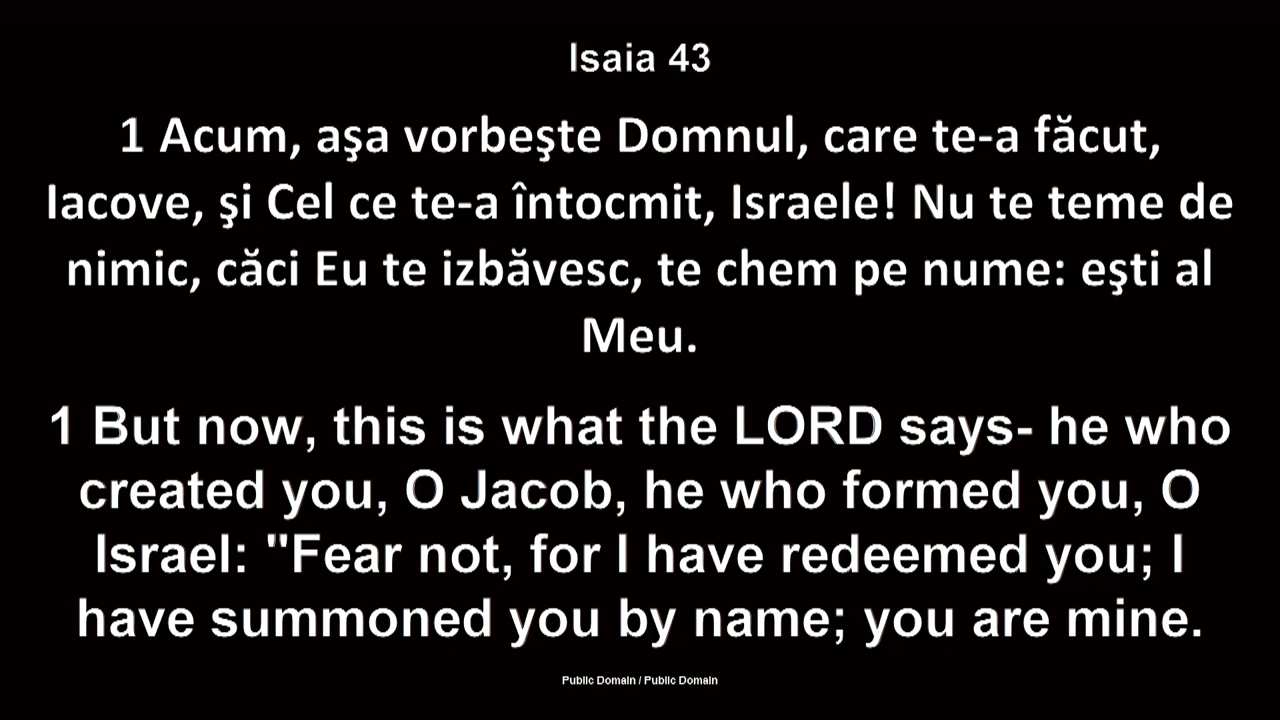 Isaia 43
1 Acum, aşa vorbeşte Domnul, care te-a făcut,
Iacove, şi Cel ce te-a întocmit, Israele! Nu te teme de
nimic, căci Eu te izbăvesc, te chem pe nume: eşti al
Meu.
1 But now, this is what the LORD says- he who
created you, O Jacob, he who formed you, O
Israel: "Fear not, for I have redeemed you; I
have summoned you by name; you are mine.
Public Domain / Public Domain